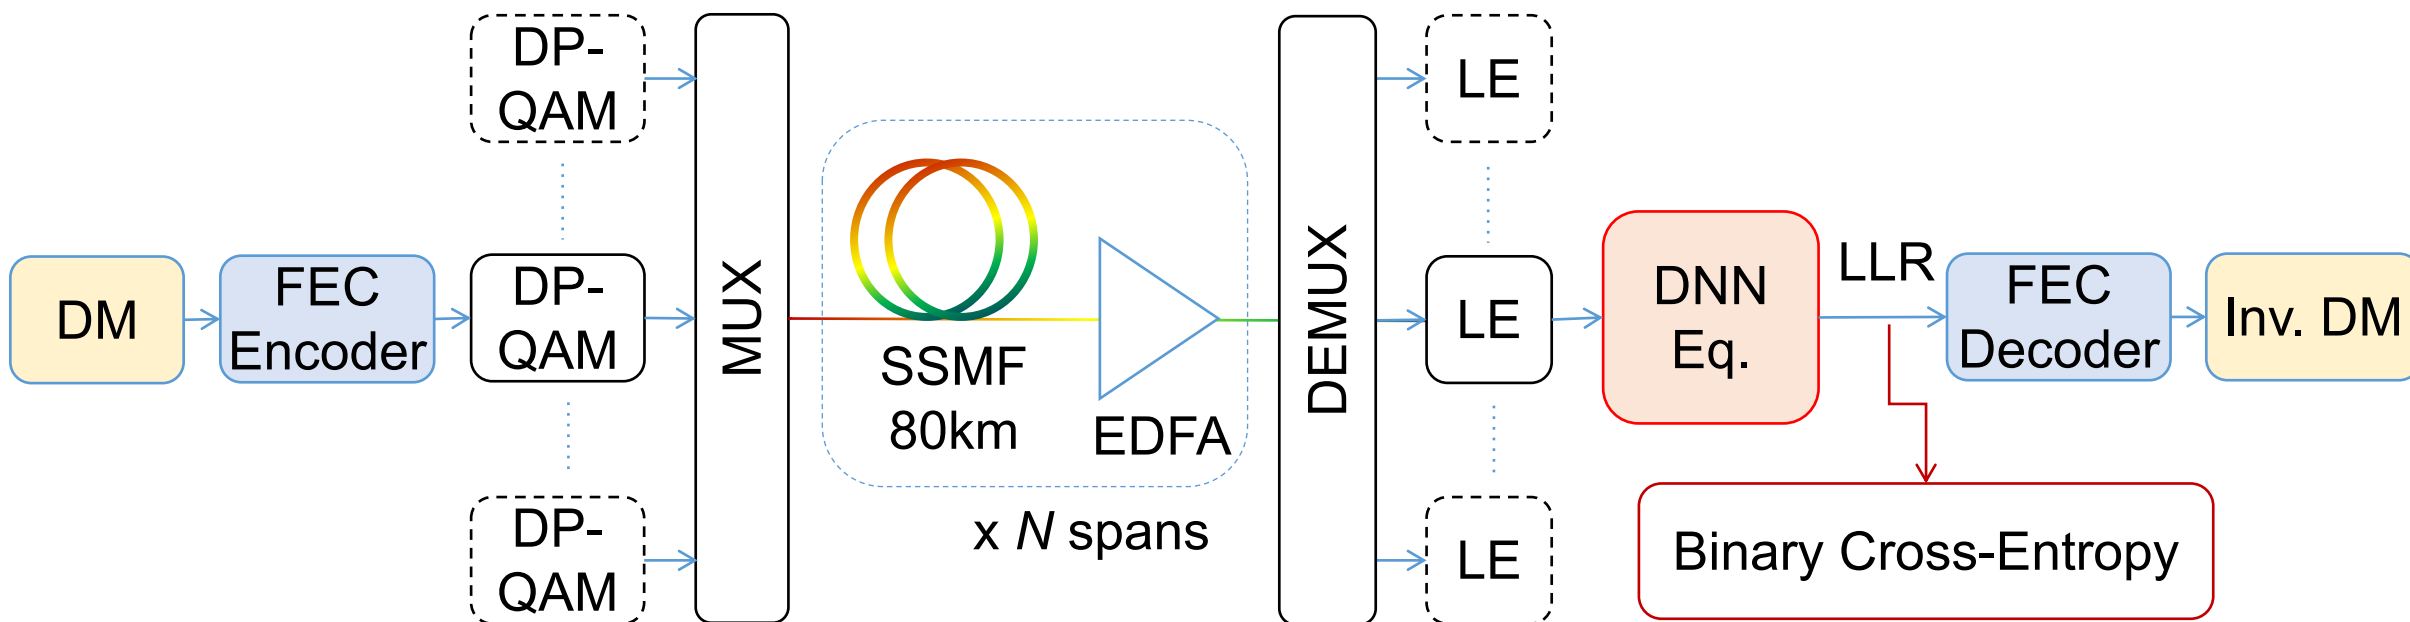 DP-
QAM
LE
DM
FEC
Encoder
DP-
QAM
MUX
SSMF
80km
EDFA
x N spans
DEMUX
LE
DNN
Eq.
LLR
FEC
Decoder
Inv. DM
DP-
QAM
LE
Binary Cross-Entropy